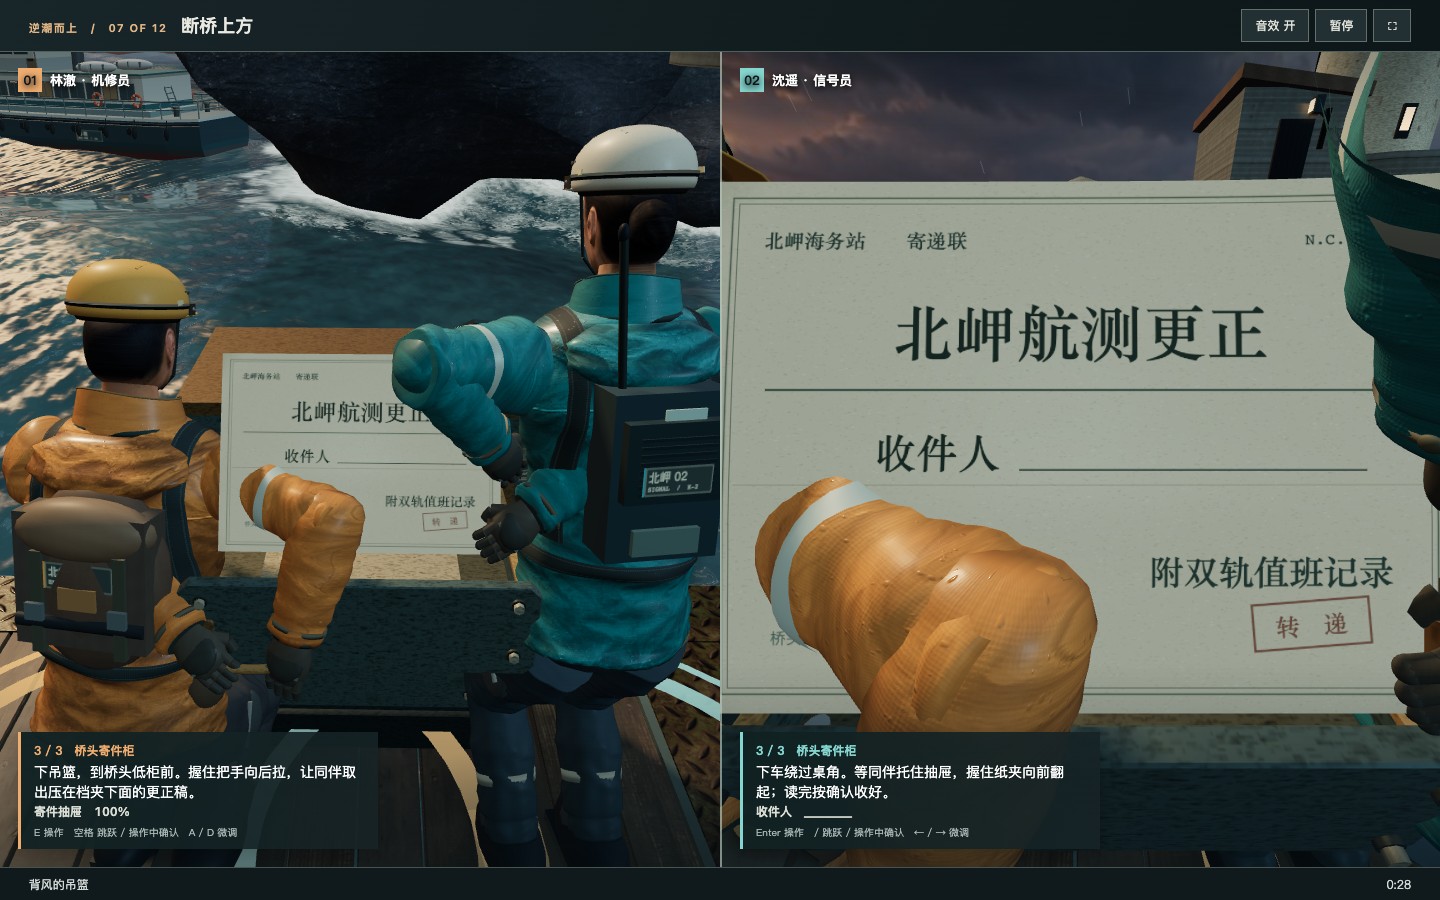 逆潮而上 / 07 OF 12 断桥上方
音效 开 暂停
01 林澈 · 机修员
北岬海务站 寄递联
北岬航测更正
收件人
附双轨值班记录
转 递
北岬 02
SIGNAL / S-2
3 / 3 桥头寄件柜
下吊篮，到桥头低柜前。握住把手向后拉，让同伴取
出压在档夹下面的更正稿。
寄件抽屉 100%
E 操作 空格 跳跃 / 操作中确认 A / D 微调
02 沈遥 · 信号员
北岬海务站 寄递联 N.C.
北岬航测更正
收件人
附双轨值班记录
转 递
桥头
3 / 3 桥头寄件柜
下车绕过桌角。等同伴托住抽屉，握住纸夹向前翻
起；读完按确认收好。
收件人
Enter 操作 / 跳跃 / 操作中确认 ← / → 微调
背风的吊篮
0:28